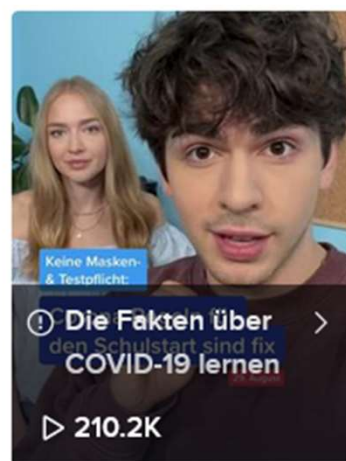 Keine Masken-
& Testpflicht:
Die Fakten über
den Schulstart sind fix
COVID-19 lernen
210.2K